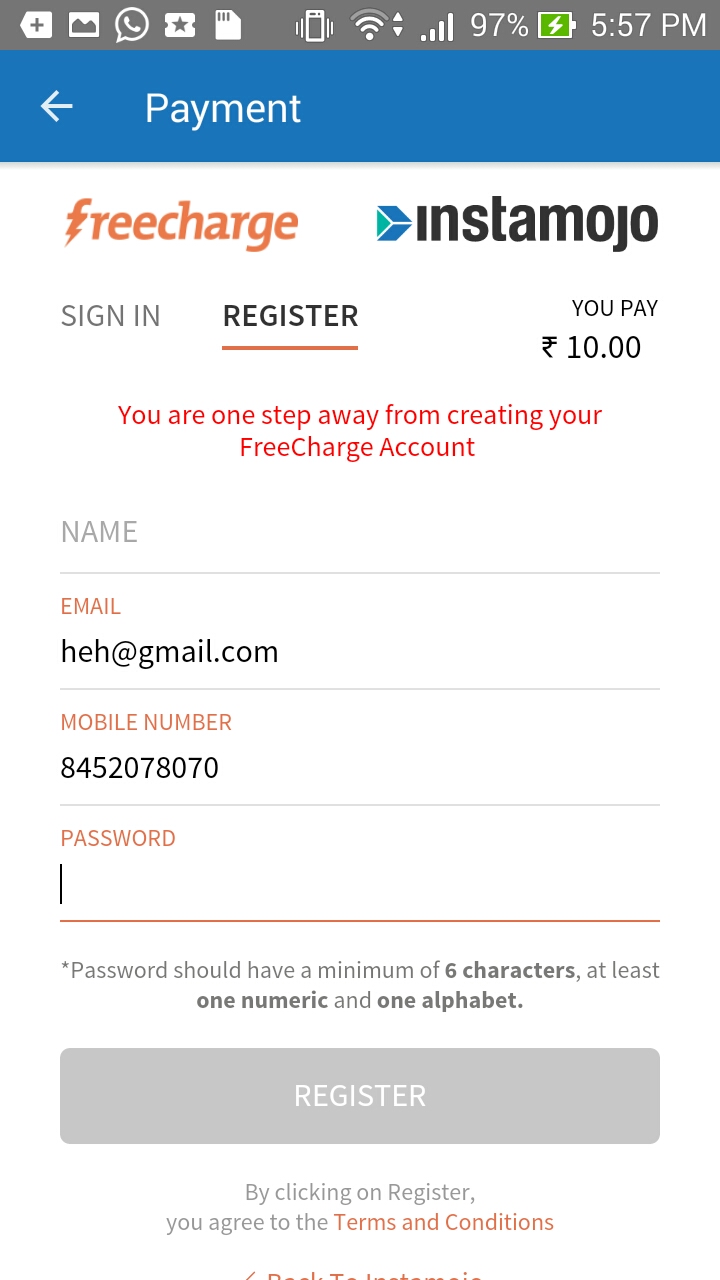 97% 5:57 PM
Payment
freecharge instamojo
SIGN IN REGISTER YOU PAY
₹ 10.00
You are one step away from creating your
FreeCharge Account
NAME
EMAIL
heh@gmail.com
MOBILE NUMBER
8452078070
PASSWORD
*Password should have a minimum of 6 characters, at least
one numeric and one alphabet.
REGISTER
By clicking on Register,
you agree to the Terms and Conditions
Back To Instamojo